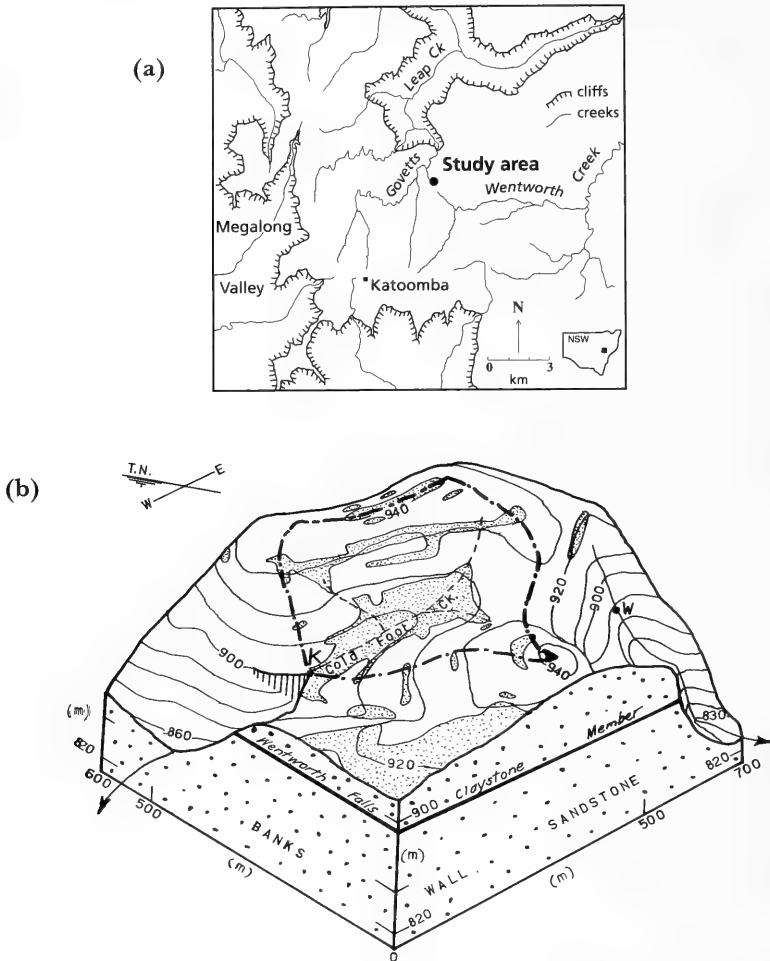 (a)
Leap Ck
cliffs
creeks
Govetts
Study area
Wentworth Creek
Megalong
Valley
Katoomba
N
0 3
km
NSW
(b)
T.N.
E
W
940
920
900
W
Cold Foot Ck
K
940
900
860
920
830
(m)
820
600
500
(m)
Wentworth Falls Claystone Member
BANKS WALL SANDSTONE
900
(m)
820
0
(m)
500
820
700